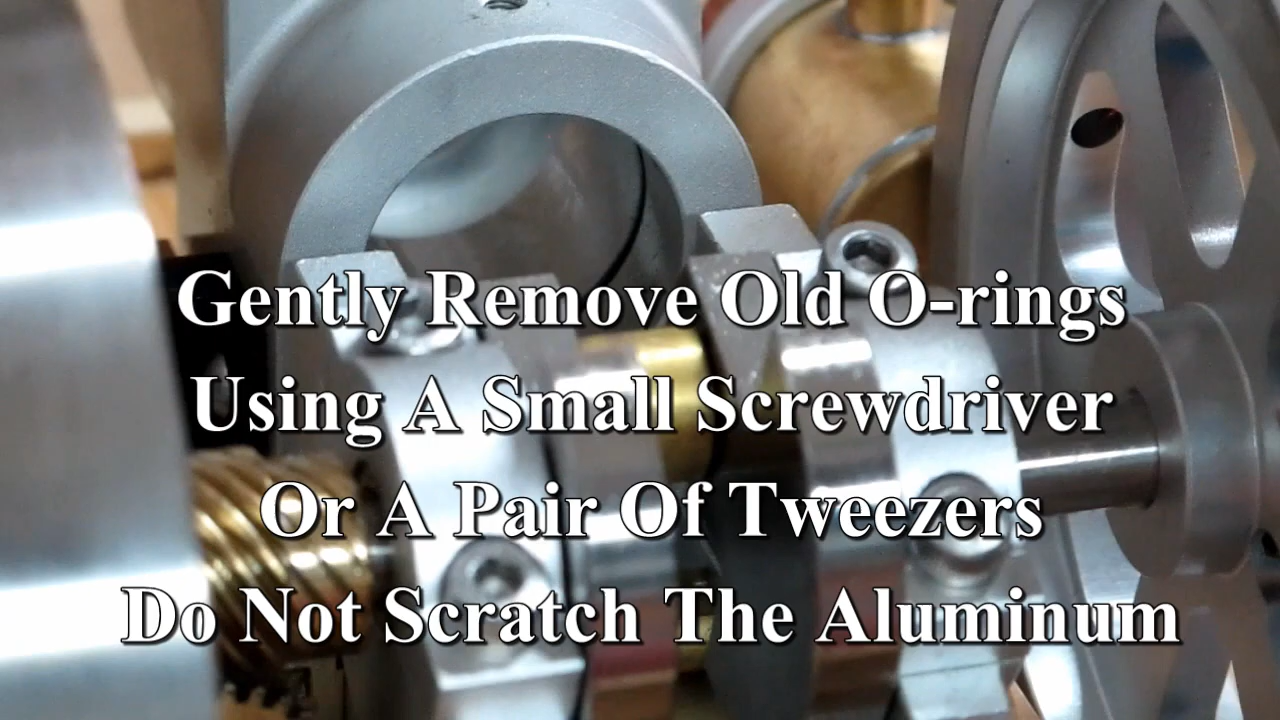 Gently Remove Old O-rings
Using A Small Screwdriver
Or A Pair Of Tweezers
Do Not Scratch The Aluminum